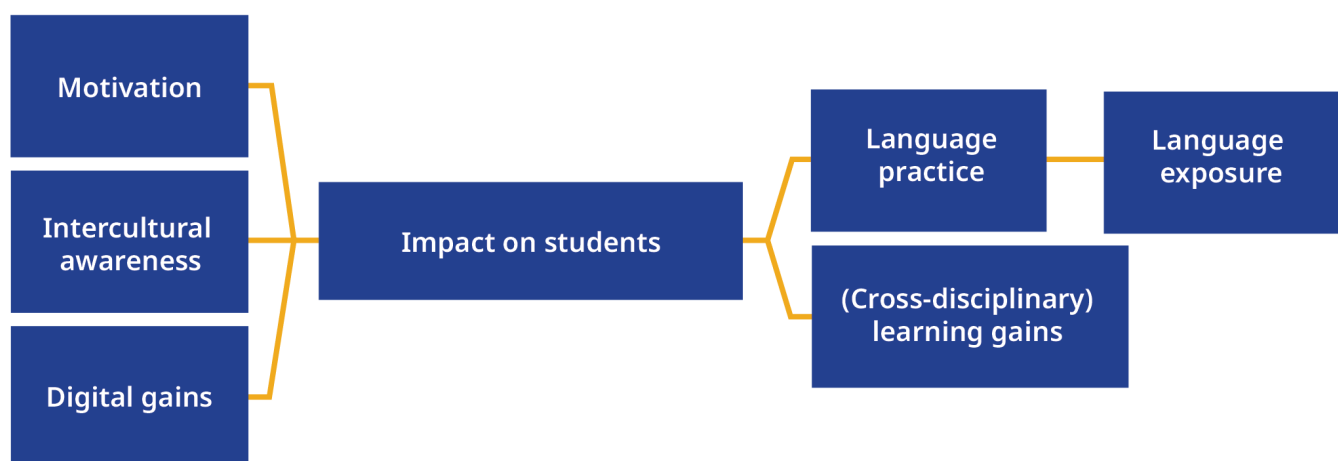 Motivation
Intercultural
awareness
Digital gains
Impact on students
Language
practice
Language
exposure
(Cross-disciplinary)
learning gains